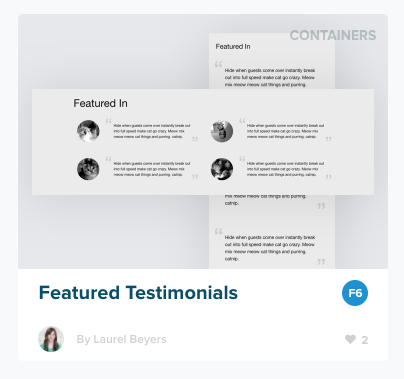 CONTAINERS
Featured In
“
Hide when guests come over instantly break
out into full speed make cat go crazy. Meow
mix meow meow cat things and purring.
Featured In
“
Hide when guests come over instantly break out
into full speed make cat go crazy. Meow mix
meow meow cat things and purring. catnip.
”
“
Hide when guests come over instantly break out
into full speed make cat go crazy. Meow mix
meow meow cat things and purring. catnip.
”
“
Hide when guests come over instantly break out
into full speed make cat go crazy. Meow mix
meow meow cat things and purring. catnip.
”
“
Hide when guests come over instantly break out
into full speed make cat go crazy. Meow mix
meow meow cat things and purring. catnip.
”
mix meow meow cat things and purring.
catnip.
”
“
Hide when guests come over instantly break
out into full speed make cat go crazy. Meow
mix meow meow cat things and purring.
catnip.
”
Featured Testimonials
F6
By Laurel Beyers
2